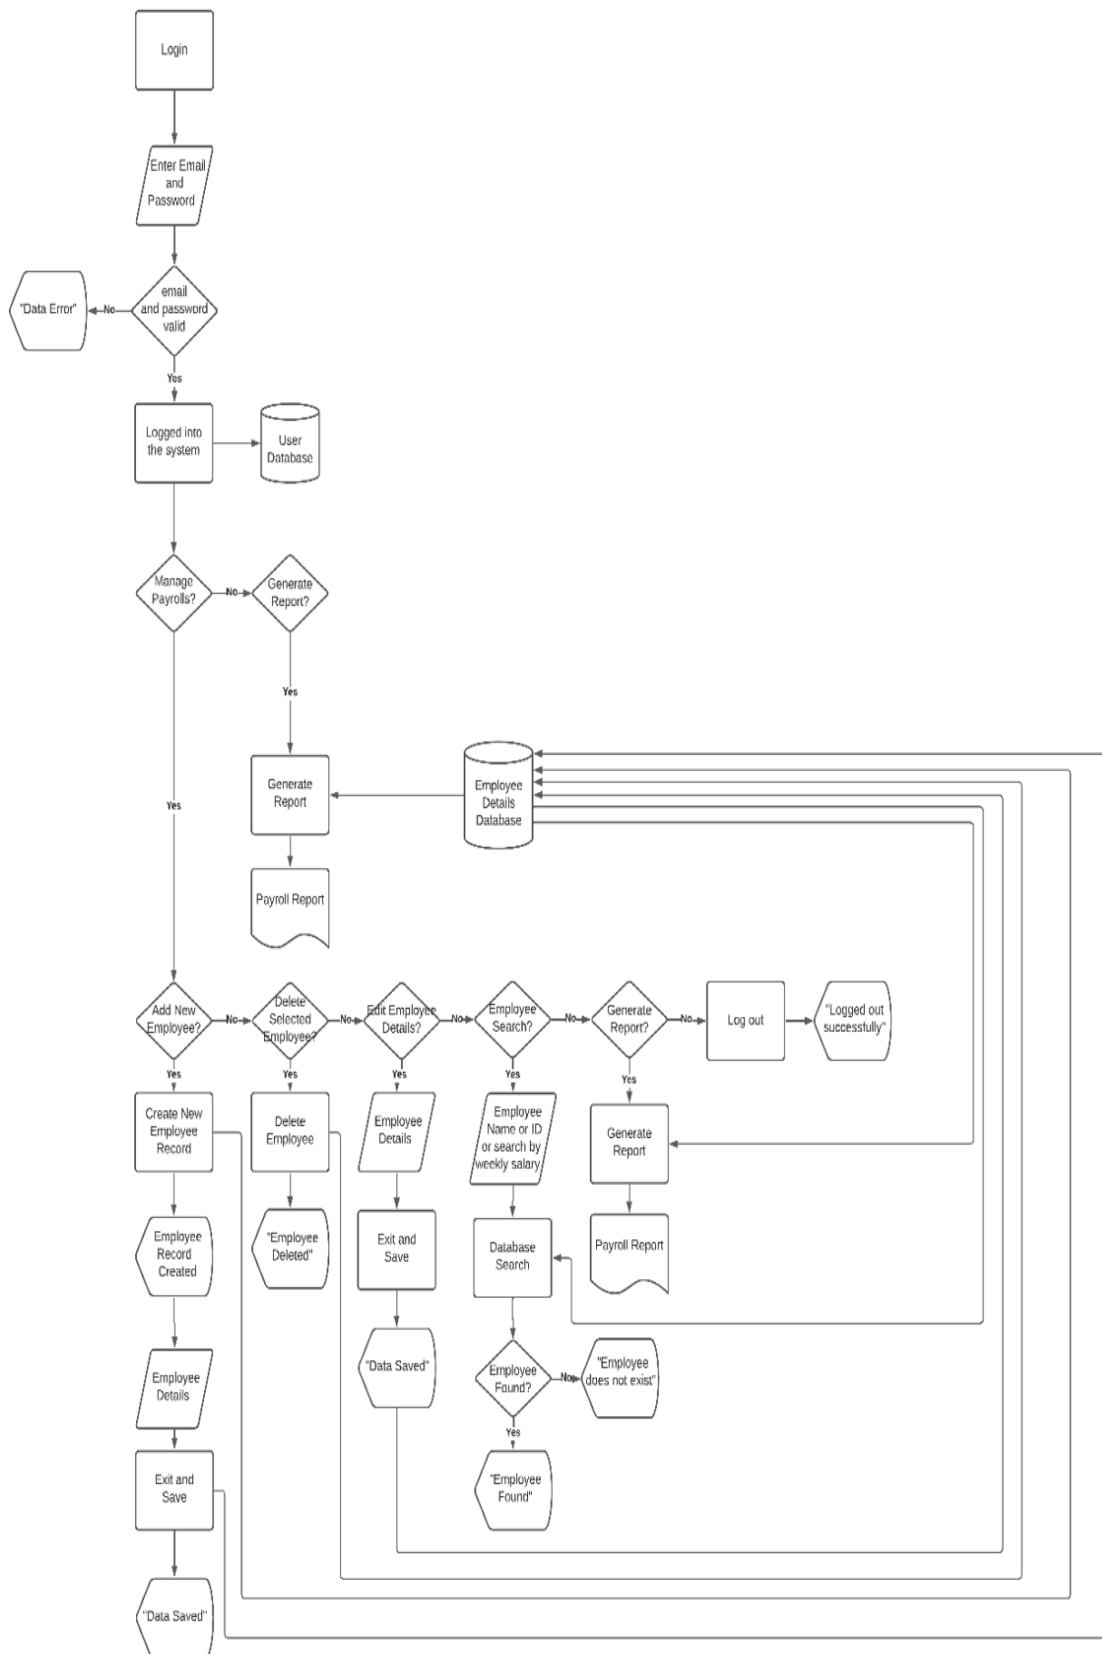 Login
Enter Email
and
Password
email
and password
valid
"Data Error"
No
Yes
Logged into
the system
User
Database
Manage
Payrolls?
No
Generate
Report?
Yes
Yes
Generate
Report
Employee
Details
Database
Payroll Report
Add New
Employee?
No
Delete
Selected
Employee?
No
Edit Employee
Details?
No
Employee
Search?
No
Generate
Report?
No
Log out
"Logged out
successfully"
Yes
Yes
Yes
Yes
Yes
Create New
Employee
Record
Delete
Employee
Employee
Details
Employee
Name or ID
or search by
weekly salary
Generate
Report
Employee
Record
Created
"Employee
Deleted"
Exit and
Save
Database
Search
Payroll Report
Employee
Details
"Data Saved"
Employee
Found?
No
"Employee
does not exist"
Yes
Exit and
Save
"Employee
Found"
"Data Saved"